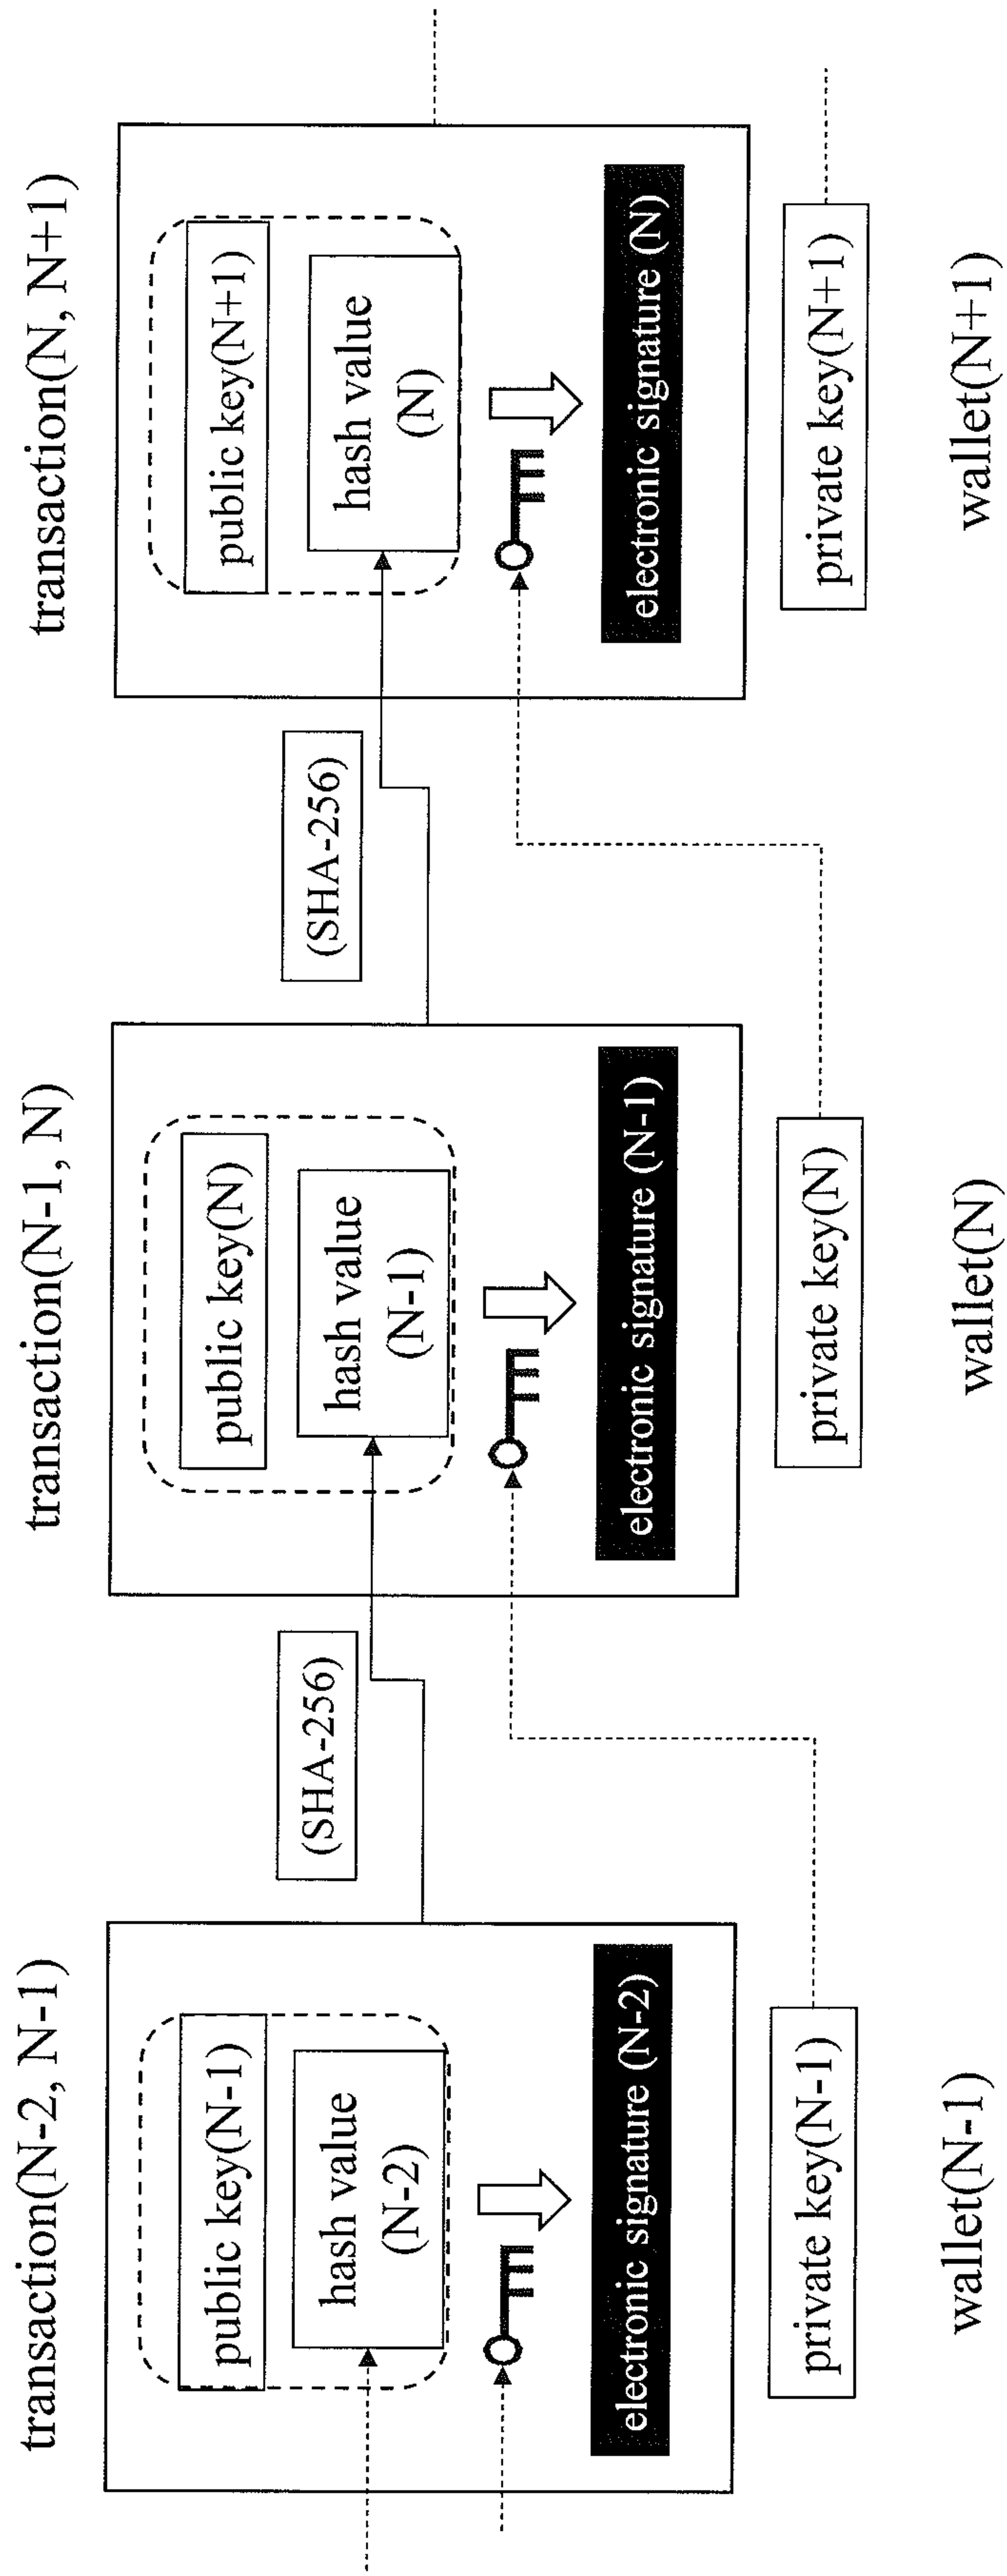 transaction(N-2, N-1)
public key(N-1)
hash value
(N-2)
electronic signature (N-2)
private key(N-1)
wallet(N-1)
(SHA-256)
transaction(N-1, N)
public key(N)
hash value
(N-1)
electronic signature (N-1)
private key(N)
wallet(N)
(SHA-256)
transaction(N, N+1)
public key(N+1)
hash value
(N)
electronic signature (N)
private key(N+1)
wallet(N+1)